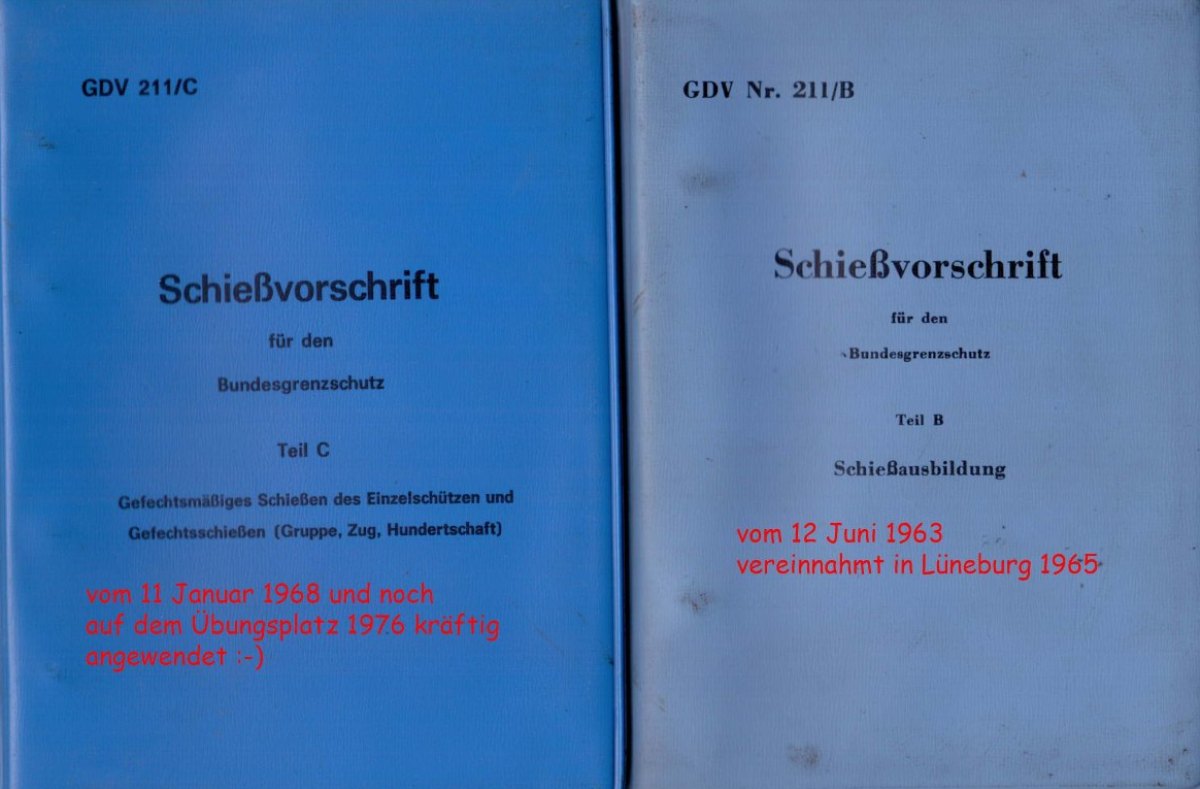 GDV 211/C
Schießvorschrift
für den
Bundesgrenzschutz
Teil C
Gefechtsmäßiges Schießen des Einzelschützen und
Gefechtsschießen (Gruppe, Zug, Hundertschaft)
vom 11 Januar 1968 und noch
auf dem Übungsplatz 1976 kräftig
angewendet :-)
GDV Nr. 211/B
Schießvorschrift
für den
Bundesgrenzschutz
Teil B
Schießausbildung
vom 12 Juni 1963
vereinnahmt in Lüneburg 1965